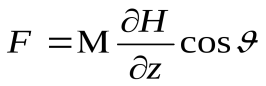 F = M ∂H/∂z cos ϑ